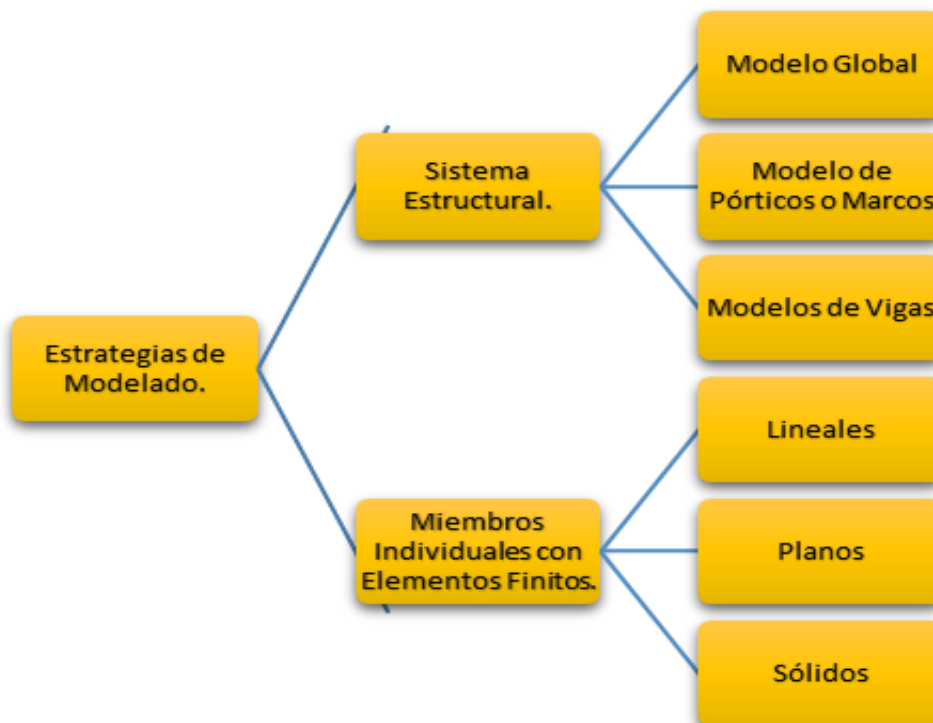 Estrategias de
Modelado.
Sistema
Estructural.
Modelo Global
Modelo de
Pórticos o Marcos
Modelos de Vigas
Miembros
Individuales con
Elementos Finitos.
Lineales
Planos
Sólidos